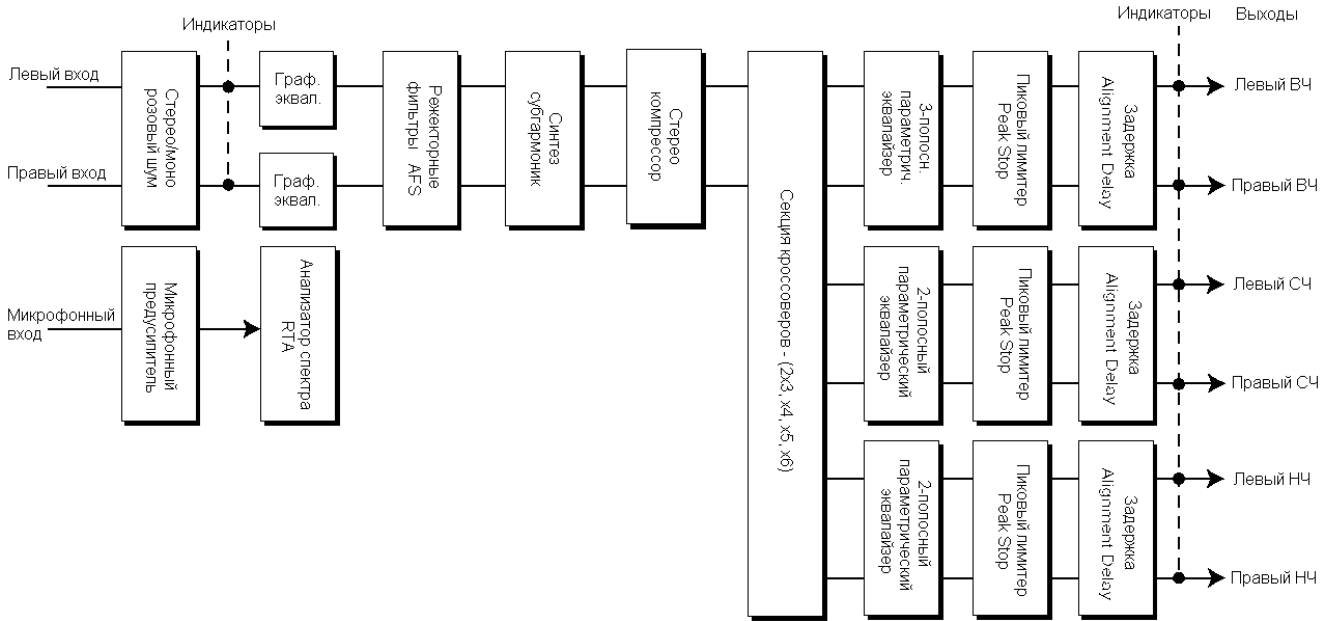 Индикаторы
Индикаторы
Выходы
Левый вход
Правый вход
Стерео/моно
розовый шум
Граф.
эквал.
Граф.
эквал.
Режекторные
фильтры AFS
Синтез
субгармоник
Стерео
компрессор
Секция кроссоверов - (2х3, х4, х5, х6)
3-полосн.
параметрич.
эквалайзер
Пиковый лимитер
Peak Stop
Задержка
Alignment Delay
Левый ВЧ
Правый ВЧ
Микрофонный
вход
Микрофонный
предусилитель
Анализатор спектра
RTA
2-полосный
параметрический
эквалайзер
Пиковый лимитер
Peak Stop
Задержка
Alignment Delay
Левый СЧ
Правый СЧ
2-полосный
параметрический
эквалайзер
Пиковый лимитер
Peak Stop
Задержка
Alignment Delay
Левый НЧ
Правый НЧ